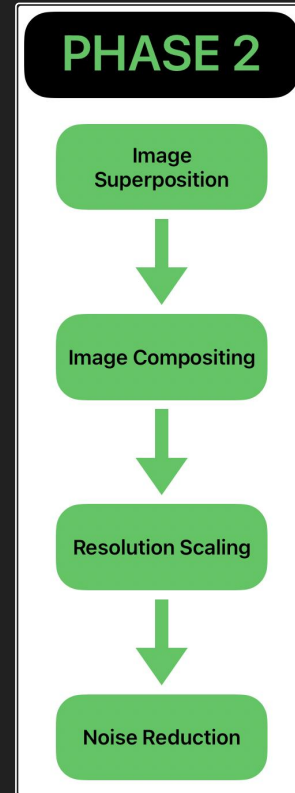 PHASE 2
Image
Superposition
Image Compositing
Resolution Scaling
Noise Reduction